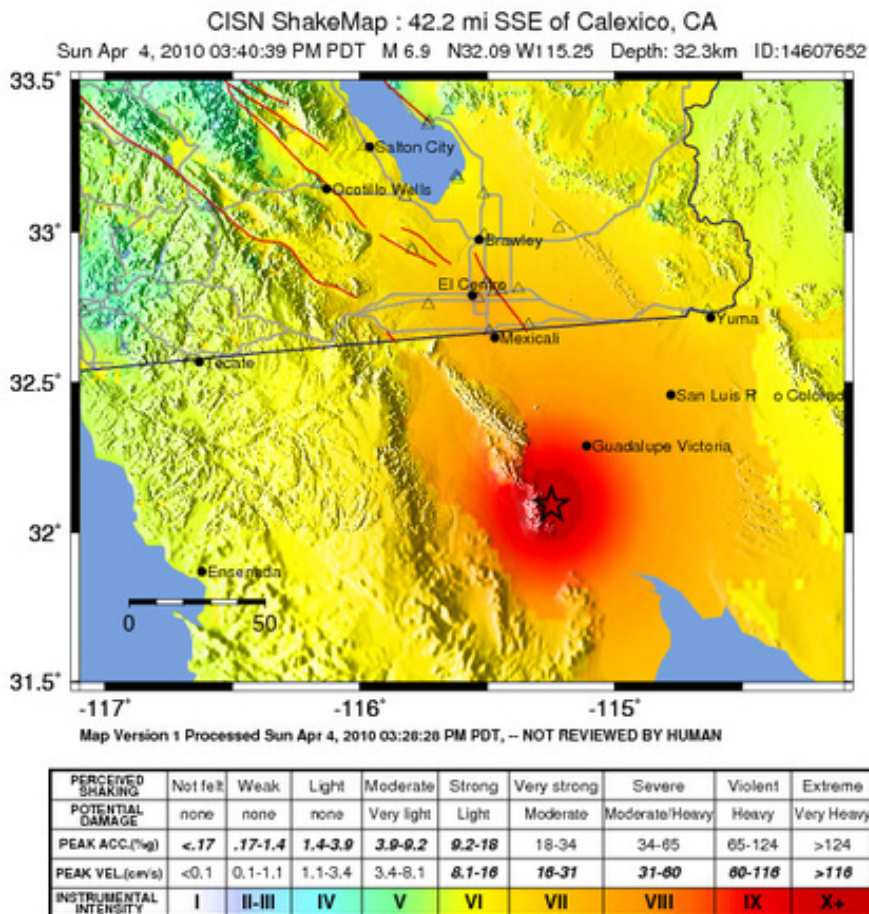 CISN ShakeMap : 42.2 mi SSE of Calexico, CA
Sun Apr 4, 2010 03:40:39 PM PDT M 6.9 N32.09 W115.25 Depth: 32.3km ID:14607652
33.5°
Salton City
Ocotillo Wells
33°
Brawley
El Centro
Yuma
Mexicali
Tecate
32.5°
San Luis R o Colorad
Guadalupe Victoria
32°
Ensenada
0 50
31.5°
-117° -116° -115°
Map Version 1 Processed Sun Apr 4, 2010 03:28:28 PM PDT, -- NOT REVIEWED BY HUMAN
PERCEIVED SHAKING Not felt Weak Light Moderate Strong Very strong Severe Violent Extreme
POTENTIAL DAMAGE none none none Very light Light Moderate Moderate/Heavy Heavy Very Heavy
PEAK ACC.(%g) <.17 .17-1.4 1.4-3.9 3.9-9.2 9.2-18 18-34 34-65 65-124 >124
PEAK VEL.(cm/s) <0.1 0.1-1.1 1.1-3.4 3.4-8.1 8.1-16 16-31 31-60 60-116 >116
INSTRUMENTAL INTENSITY I II-III IV V VI VII VIII IX X+